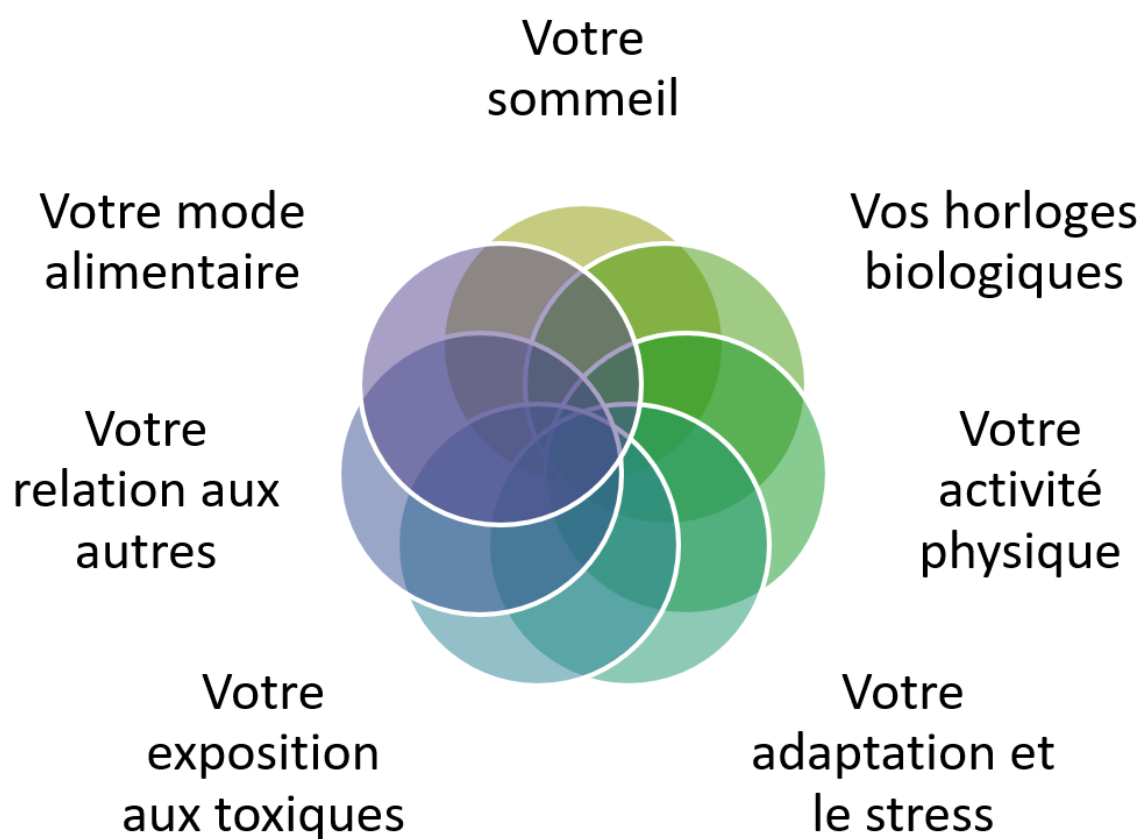 Votre
sommeil
Vos horloges
biologiques
Votre
activité
physique
Votre
adaptation et
le stress
Votre
exposition
aux toxiques
Votre
relation aux
autres
Votre mode
alimentaire